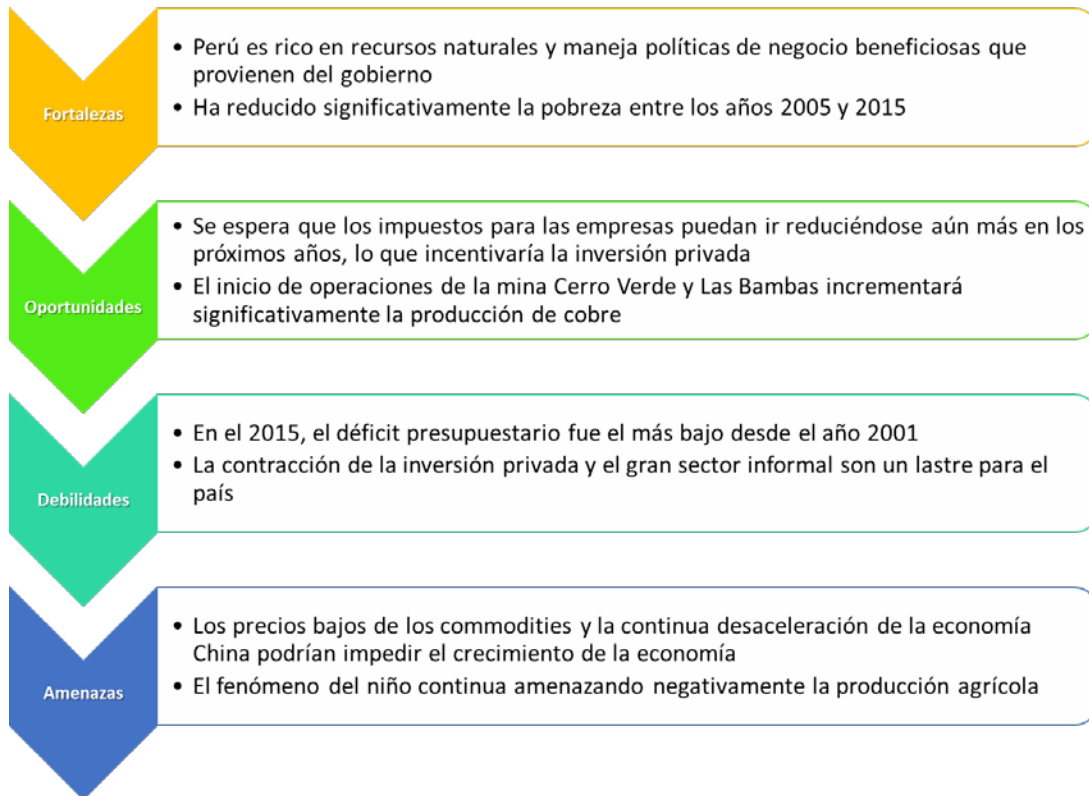 Fortalezas
• Perú es rico en recursos naturales y maneja políticas de negocio beneficiosas que
provienen del gobierno
• Ha reducido significativamente la pobreza entre los años 2005 y 2015
Oportunidades
• Se espera que los impuestos para las empresas puedan ir reduciéndose aún más en los
próximos años, lo que incentivaría la inversión privada
• El inicio de operaciones de la mina Cerro Verde y Las Bambas incrementará
significativamente la producción de cobre
Debilidades
• En el 2015, el déficit presupuestario fue el más bajo desde el año 2001
• La contracción de la inversión privada y el gran sector informal son un lastre para el
país
Amenazas
• Los precios bajos de los commodities y la continua desaceleración de la economía
China podrían impedir el crecimiento de la economía
• El fenómeno del niño continua amenazando negativamente la producción agrícola